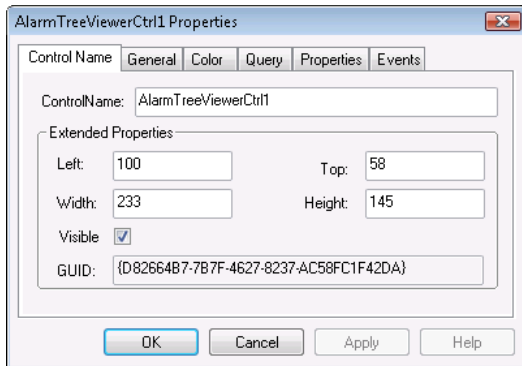 AlarmTreeViewerCtrl1 Properties
Control Name General Color Query Properties Events
ControlName: AlarmTreeViewerCtrl1
Extended Properties
Left: 100 Top: 58
Width: 233 Height: 145
Visible
GUID: {D82664B7-7B7F-4627-8237-AC58FC1F42DA}
OK Cancel Apply Help